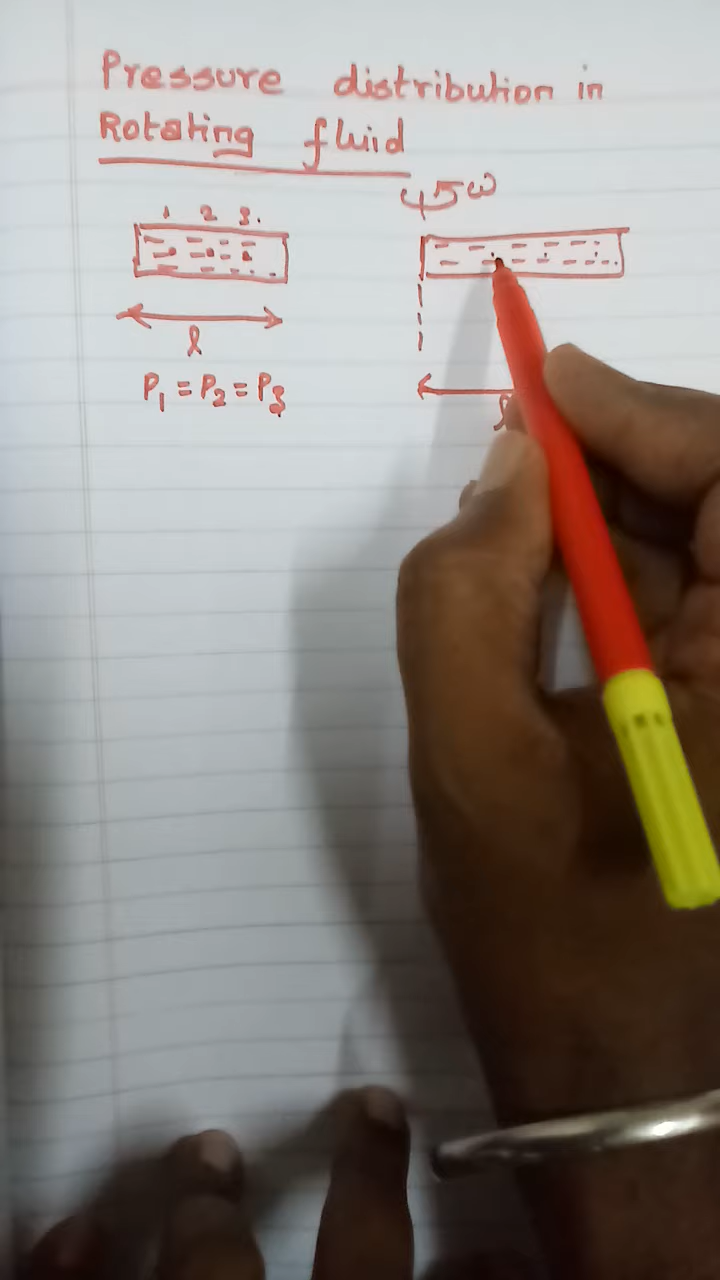 Pressure distribution in
Rotating fluid
ω
1 2 3.
l
l
P₁ = P₂ = P₃